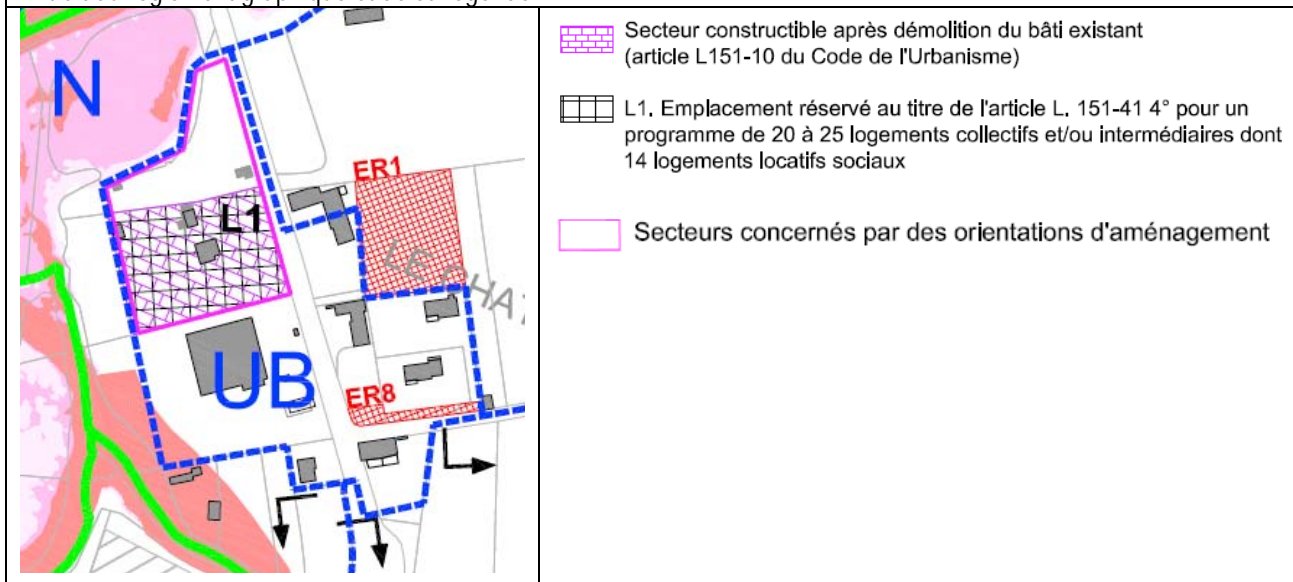 N
L1
ER1
LE CHAT
UB
ER8
Secteur constructible après démolition du bâti existant
(article L151-10 du Code de l'Urbanisme)
L1. Emplacement réservé au titre de l'article L. 151-41 4° pour un
programme de 20 à 25 logements collectifs et/ou intermédiaires dont
14 logements locatifs sociaux
Secteurs concernés par des orientations d'aménagement